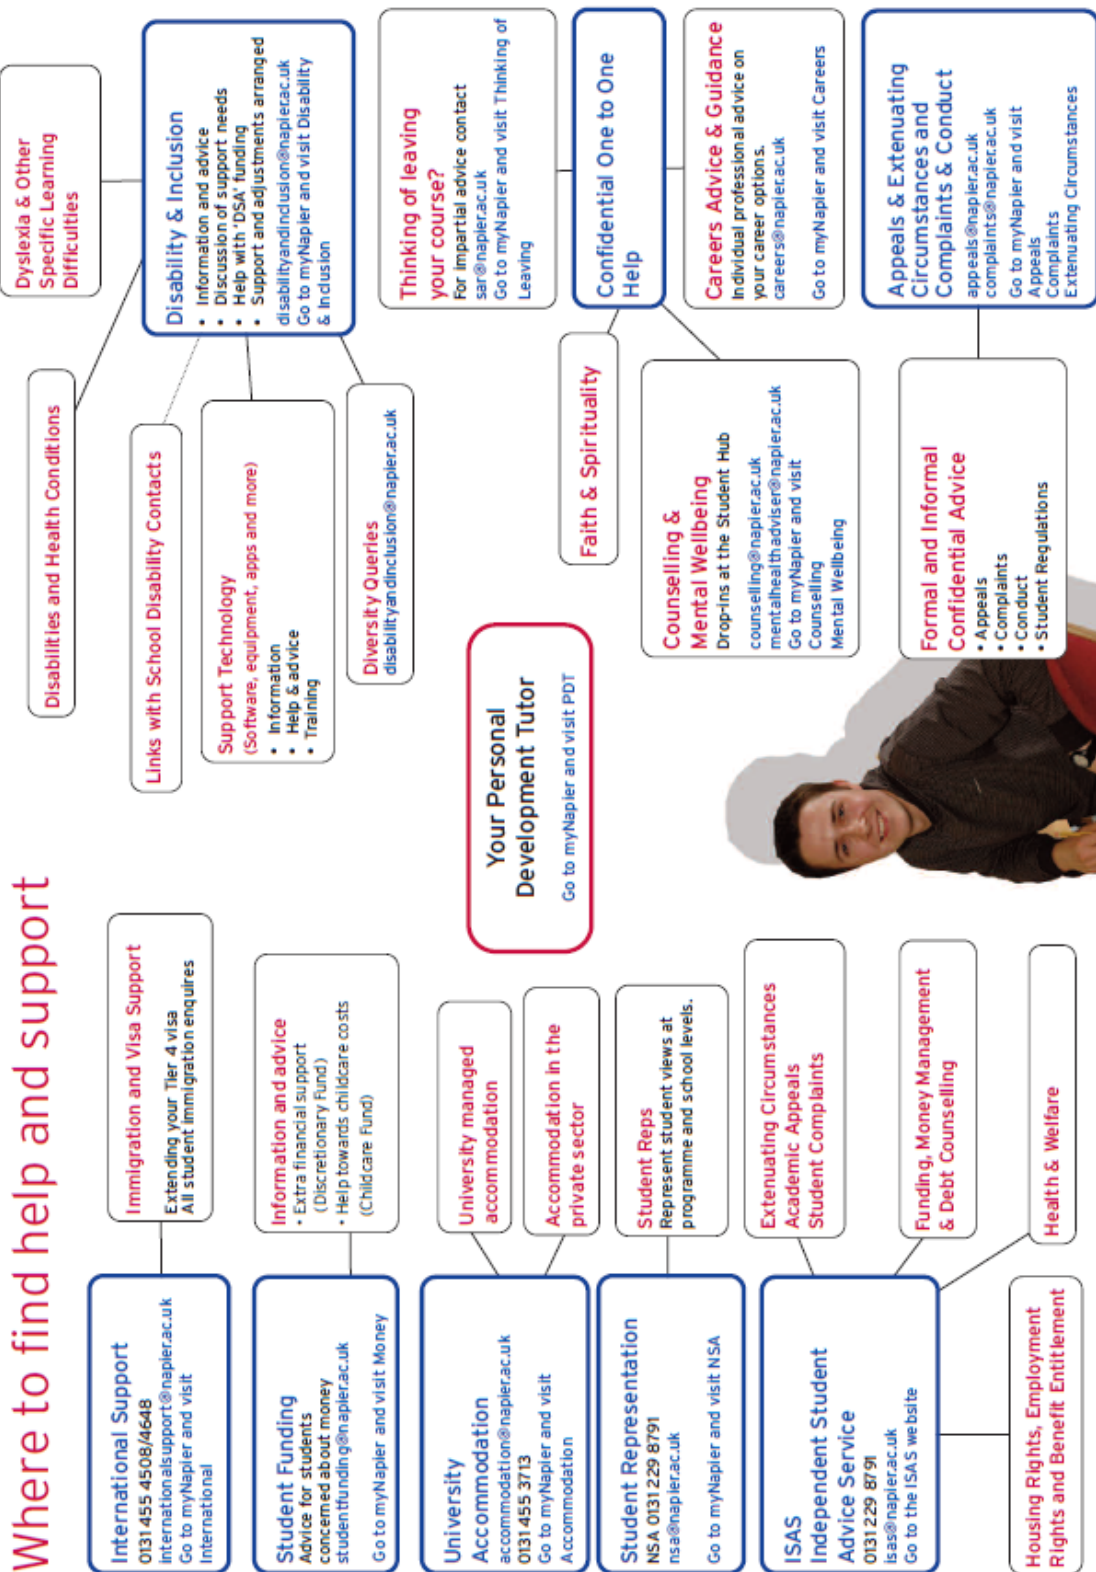 Where to find help and support
International Support
0131 455 4508/4648
internationalsupport@napier.ac.uk
Go to myNapier and visit
International
Immigration and Visa Support
Extending your Tier 4 visa
All student immigration enquires
Student Funding
Advice for students
concerned about money
studentfunding@napier.ac.uk
Go to myNapier and visit Money
Information and advice
• Extra financial support
(Discretionary Fund)
• Help towards childcare costs
(Childcare Fund)
University
Accommodation
accommodation@napier.ac.uk
0131 455 3713
Go to myNapier and visit
Accommodation
University managed
accommodation
Accommodation in the
private sector
Student Representation
NSA 0131 229 8791
nsa@napier.ac.uk
Go to myNapier and visit NSA
Student Reps
Represent student views at
programme and school levels.
ISAS
Independent Student
Advice Service
0131 229 8791
isas@napier.ac.uk
Go to the ISAS website
Extenuating Circumstances
Academic Appeals
Student Complaints
Funding, Money Management
& Debt Counselling
Health & Welfare
Housing Rights, Employment
Rights and Benefit Entitlement
Your Personal
Development Tutor
Go to myNapier and visit PDT
Disabilities and Health Conditions
Dyslexia & Other
Specific Learning
Difficulties
Links with School Disability Contacts
Disability & Inclusion
• Information and advice
• Discussion of support needs
• Help with 'DSA' funding
• Support and adjustments arranged
disabilityandinclusion@napier.ac.uk
Go to myNapier and visit Disability
& Inclusion
Support Technology
(Software, equipment, apps and more)
• Information
• Help & advice
• Training
Diversity Queries
disabilityandinclusion@napier.ac.uk
Thinking of leaving
your course?
For impartial advice contact
sar@napier.ac.uk
Go to myNapier and visit Thinking of
Leaving
Faith & Spirituality
Confidential One to One
Help
Counselling &
Mental Wellbeing
Drop-ins at the Student Hub
counselling@napier.ac.uk
mentalhealthadviser@napier.ac.uk
Go to myNapier and visit
Counselling
Mental Wellbeing
Careers Advice & Guidance
Individual professional advice on
your career options.
careers@napier.ac.uk
Go to myNapier and visit Careers
Formal and Informal
Confidential Advice
• Appeals
• Complaints
• Conduct
• Student Regulations
Appeals & Extenuating
Circumstances and
Complaints & Conduct
appeals@napier.ac.uk
complaints@napier.ac.uk
Go to myNapier and visit
Appeals
Complaints
Extenuating Circumstances